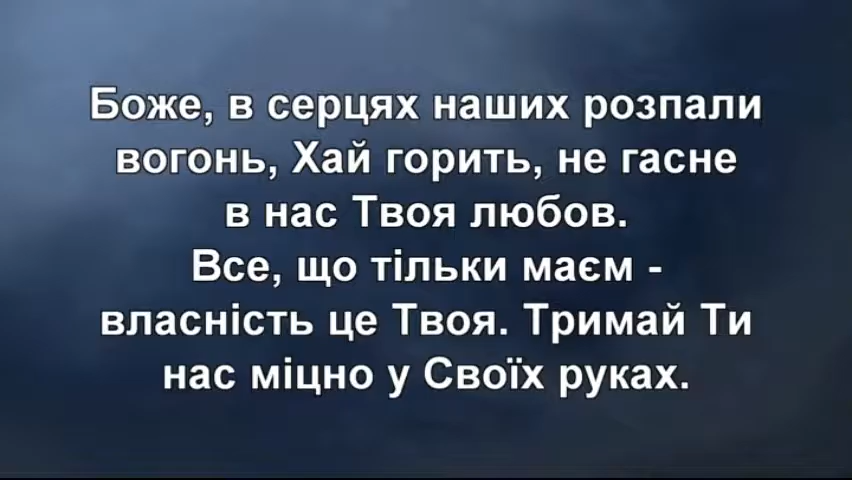 Боже, в серцях наших розпали
вогонь, Хай горить, не гасне
в нас Твоя любов.
Все, що тільки маєм -
власність це Твоя. Тримай Ти
нас міцно у Своїх руках.